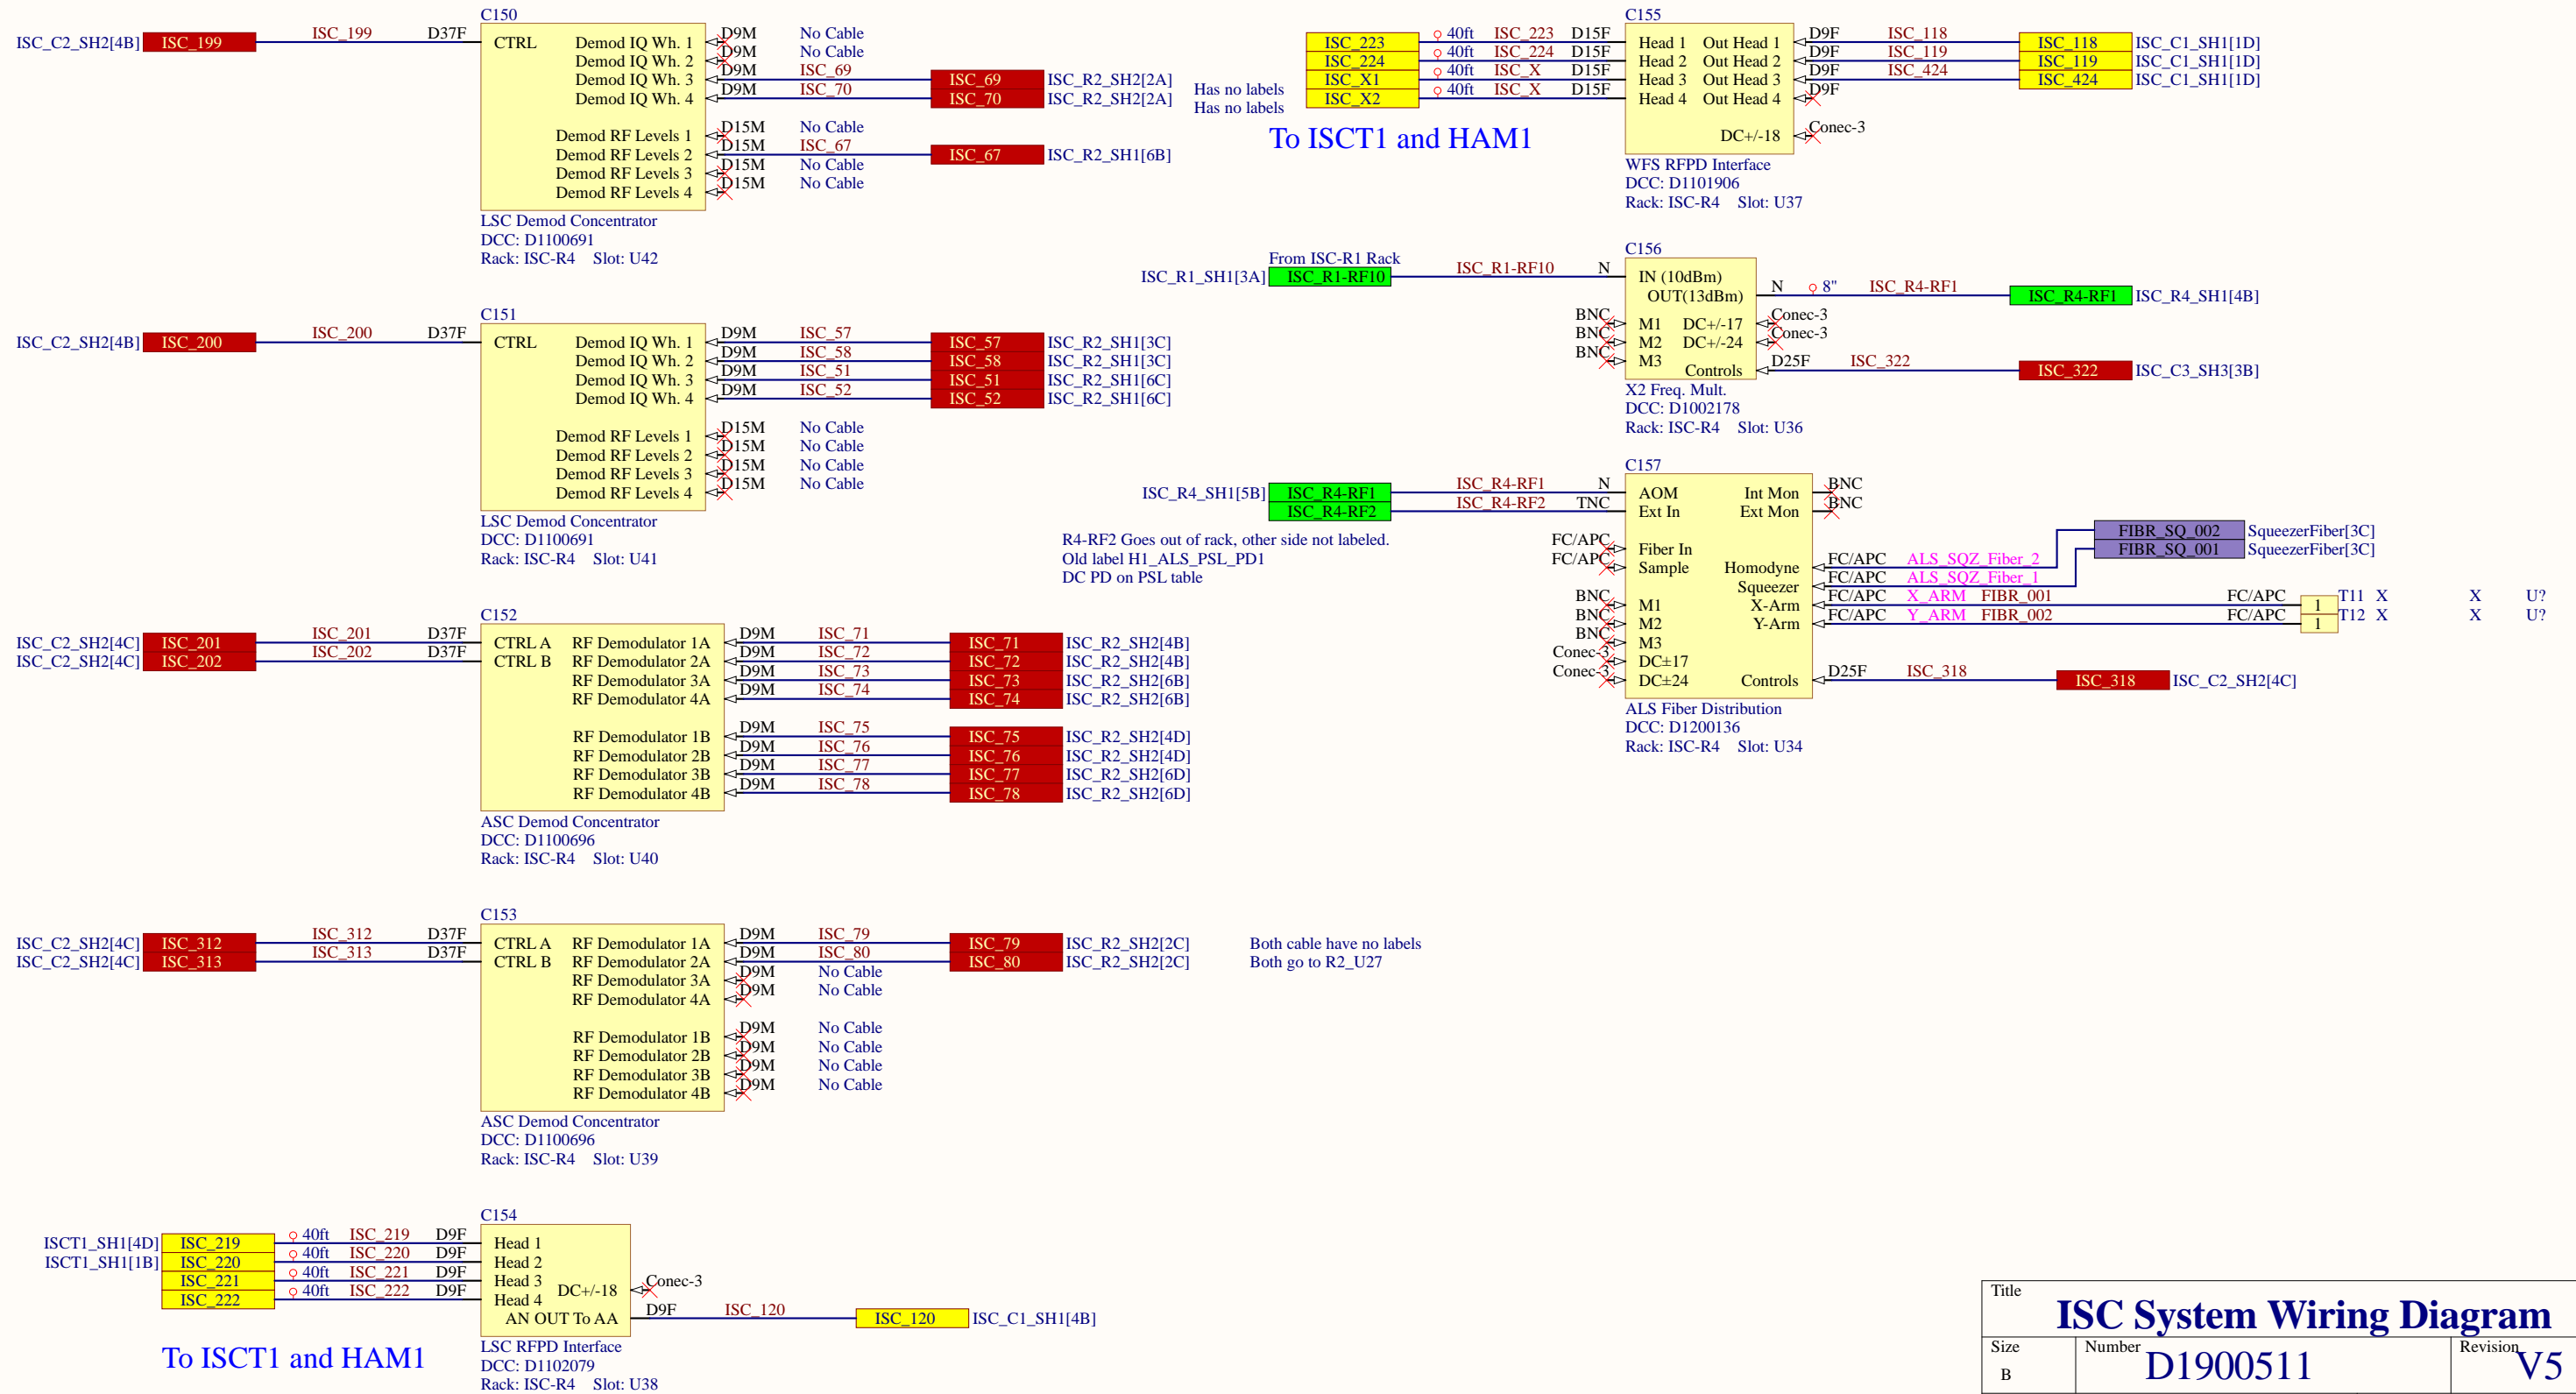 C150
ISC_C2_SH2[4B] ISC_199 ISC_199 D37F CTRL Demod IQ Wh. 1 D9M No Cable
Demod IQ Wh. 2 D9M No Cable
Demod IQ Wh. 3 D9M ISC_69 ISC_69 ISC_R2_SH2[2A]
Demod IQ Wh. 4 D9M ISC_70 ISC_70 ISC_R2_SH2[2A]
Demod RF Levels 1 D15M No Cable
Demod RF Levels 2 D15M ISC_67 ISC_67 ISC_R2_SH1[6B]
Demod RF Levels 3 D15M No Cable
Demod RF Levels 4 D15M No Cable
LSC Demod Concentrator
DCC: D1100691
Rack: ISC-R4 Slot: U42
C151
ISC_C2_SH2[4B] ISC_200 ISC_200 D37F CTRL Demod IQ Wh. 1 D9M ISC_57 ISC_57 ISC_R2_SH1[3C]
Demod IQ Wh. 2 D9M ISC_58 ISC_58 ISC_R2_SH1[3C]
Demod IQ Wh. 3 D9M ISC_51 ISC_51 ISC_R2_SH1[6C]
Demod IQ Wh. 4 D9M ISC_52 ISC_52 ISC_R2_SH1[6C]
Demod RF Levels 1 D15M No Cable
Demod RF Levels 2 D15M No Cable
Demod RF Levels 3 D15M No Cable
Demod RF Levels 4 D15M No Cable
LSC Demod Concentrator
DCC: D1100691
Rack: ISC-R4 Slot: U41
C152
ISC_C2_SH2[4C] ISC_201 ISC_201 D37F CTRL A RF Demodulator 1A D9M ISC_71 ISC_71 ISC_R2_SH2[4B]
ISC_C2_SH2[4C] ISC_202 ISC_202 D37F CTRL B RF Demodulator 2A D9M ISC_72 ISC_72 ISC_R2_SH2[4B]
RF Demodulator 3A D9M ISC_73 ISC_73 ISC_R2_SH2[6B]
RF Demodulator 4A D9M ISC_74 ISC_74 ISC_R2_SH2[6B]
RF Demodulator 1B D9M ISC_75 ISC_75 ISC_R2_SH2[4D]
RF Demodulator 2B D9M ISC_76 ISC_76 ISC_R2_SH2[4D]
RF Demodulator 3B D9M ISC_77 ISC_77 ISC_R2_SH2[6D]
RF Demodulator 4B D9M ISC_78 ISC_78 ISC_R2_SH2[6D]
ASC Demod Concentrator
DCC: D1100696
Rack: ISC-R4 Slot: U40
C153
ISC_C2_SH2[4C] ISC_312 ISC_312 D37F CTRL A RF Demodulator 1A D9M ISC_79 ISC_79 ISC_R2_SH2[2C] Both cable have no labels
ISC_C2_SH2[4C] ISC_313 ISC_313 D37F CTRL B RF Demodulator 2A D9M ISC_80 ISC_80 ISC_R2_SH2[2C] Both go to R2_U27
RF Demodulator 3A D9M No Cable
RF Demodulator 4A D9M No Cable
RF Demodulator 1B D9M No Cable
RF Demodulator 2B D9M No Cable
RF Demodulator 3B D9M No Cable
RF Demodulator 4B D9M No Cable
ASC Demod Concentrator
DCC: D1100696
Rack: ISC-R4 Slot: U39
C154
ISCT1_SH1[4D] ISC_219 40ft ISC_219 D9F Head 1
ISCT1_SH1[1B] ISC_220 40ft ISC_220 D9F Head 2
ISC_221 40ft ISC_221 D9F Head 3
ISC_222 40ft ISC_222 D9F Head 4
DC+/-18 Conec-3
AN OUT To AA D9F ISC_120 ISC_120 ISC_C1_SH1[4B]
LSC RFPD Interface
DCC: D1102079
Rack: ISC-R4 Slot: U38
To ISCT1 and HAM1
C155
ISC_223 40ft ISC_223 D15F Head 1 Out Head 1 D9F ISC_118 ISC_118 ISC_C1_SH1[1D]
ISC_224 40ft ISC_224 D15F Head 2 Out Head 2 D9F ISC_119 ISC_119 ISC_C1_SH1[1D]
Has no labels ISC_X1 40ft ISC_X D15F Head 3 Out Head 3 D9F ISC_424 ISC_424 ISC_C1_SH1[1D]
Has no labels ISC_X2 40ft ISC_X D15F Head 4 Out Head 4 D9F
DC+/-18 Conec-3
To ISCT1 and HAM1
WFS RFPD Interface
DCC: D1101906
Rack: ISC-R4 Slot: U37
C156
From ISC-R1 Rack
ISC_R1_SH1[3A] ISC_R1-RF10 ISC_R1-RF10 N IN (10dBm)
OUT(13dBm) N 8" ISC_R4-RF1 ISC_R4-RF1 ISC_R4_SH1[4B]
BNC M1 DC+/-17 Conec-3
BNC M2 DC+/-24 Conec-3
BNC M3
Controls D25F ISC_322 ISC_322 ISC_C3_SH3[3B]
X2 Freq. Mult.
DCC: D1002178
Rack: ISC-R4 Slot: U36
C157
ISC_R4_SH1[5B] ISC_R4-RF1 ISC_R4-RF1 N AOM Int Mon BNC
ISC_R4-RF2 ISC_R4-RF2 TNC Ext In Ext Mon BNC
R4-RF2 Goes out of rack, other side not labeled.
Old label H1_ALS_PSL_PD1
DC PD on PSL table
FC/APC Fiber In
FC/APC Sample
Homodyne FC/APC ALS_SQZ_Fiber_2 FIBR_SQ_002 SqueezerFiber[3C]
Squeezer FC/APC ALS_SQZ_Fiber_1 FIBR_SQ_001 SqueezerFiber[3C]
BNC M1 X-Arm FC/APC X_ARM FIBR_001 FC/APC 1 T11 X X U?
BNC M2 Y-Arm FC/APC Y_ARM FIBR_002 FC/APC 1 T12 X X U?
BNC M3
Conec-3 DC±17
Conec-3 DC±24 Controls D25F ISC_318 ISC_318 ISC_C2_SH2[4C]
ALS Fiber Distribution
DCC: D1200136
Rack: ISC-R4 Slot: U34
Title
ISC System Wiring Diagram
Size Number Revision
B D1900511 V5